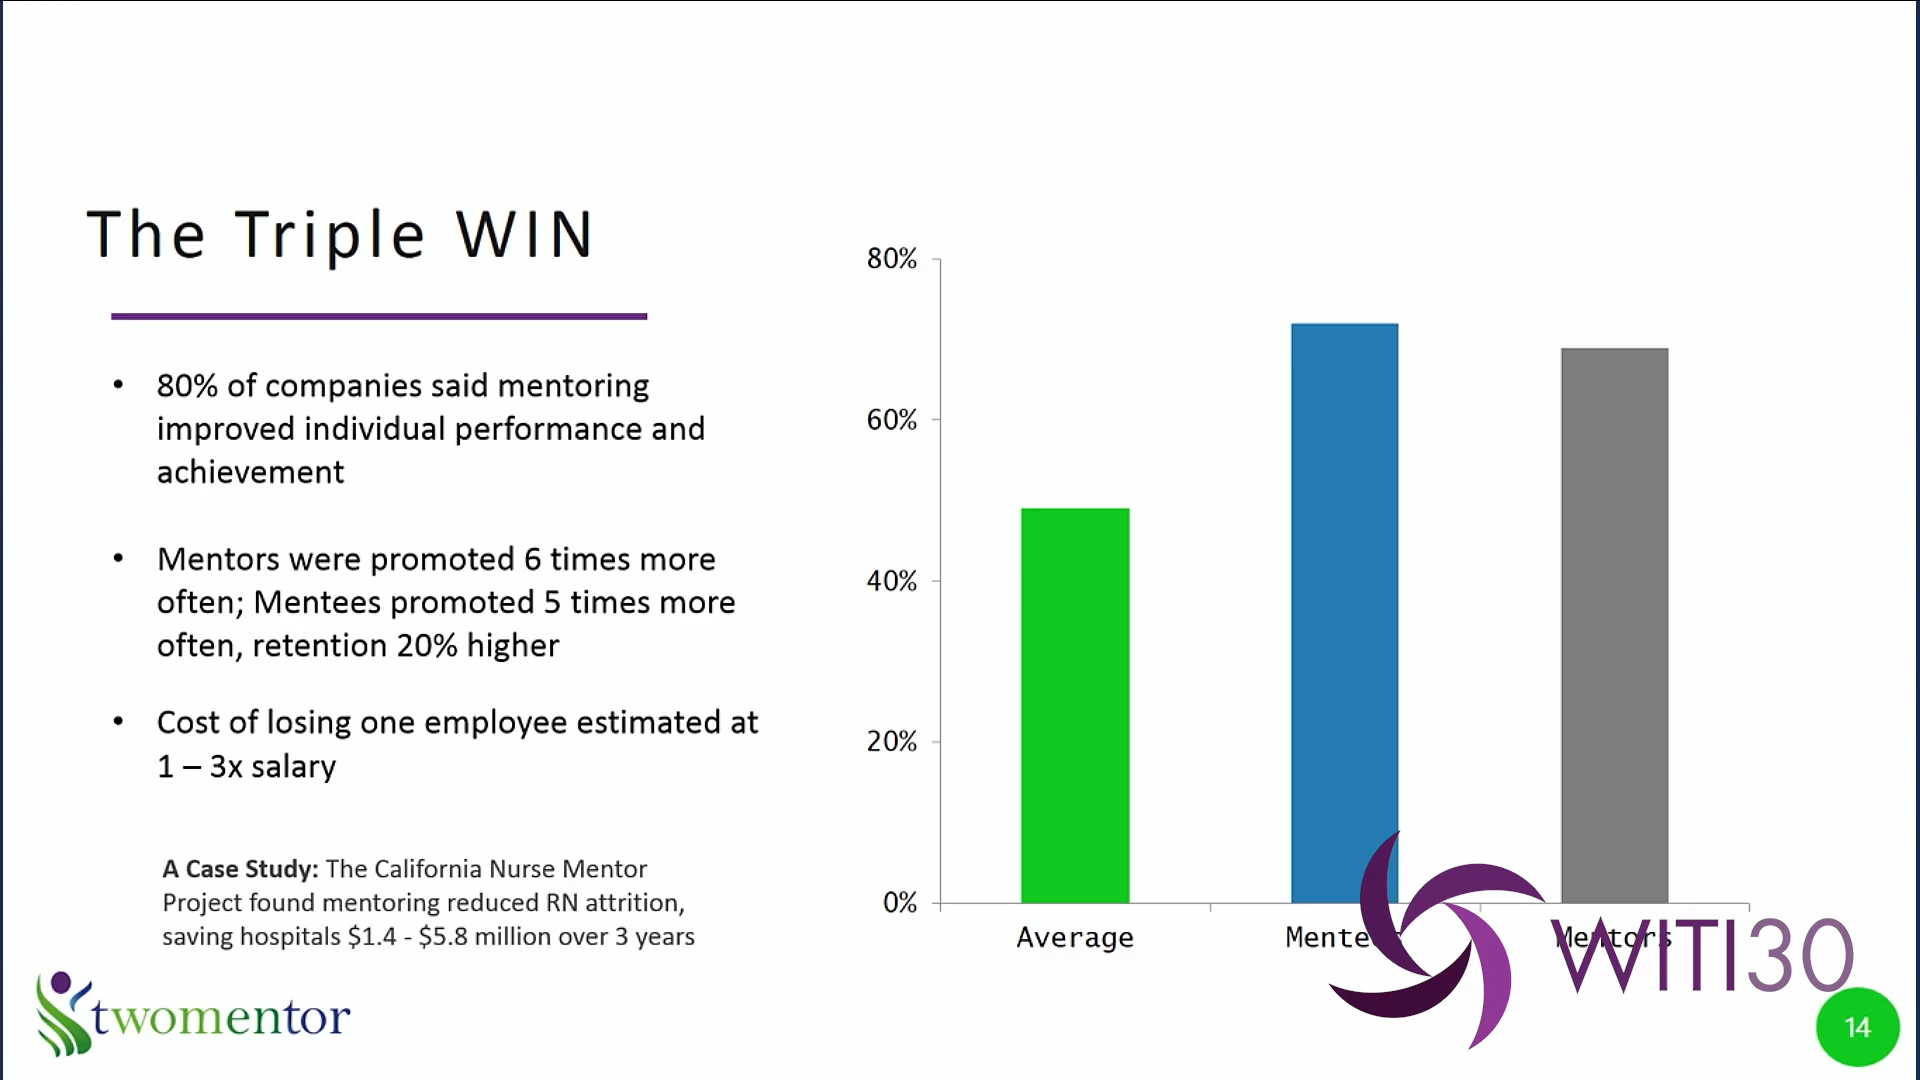 The Triple WIN
• 80% of companies said mentoring
improved individual performance and
achievement
• Mentors were promoted 6 times more
often; Mentees promoted 5 times more
often, retention 20% higher
• Cost of losing one employee estimated at
1 – 3x salary
A Case Study: The California Nurse Mentor
Project found mentoring reduced RN attrition,
saving hospitals $1.4 - $5.8 million over 3 years
twomentor
80%
60%
40%
20%
0%
Average
Mentees
Mentors
WITI30
14